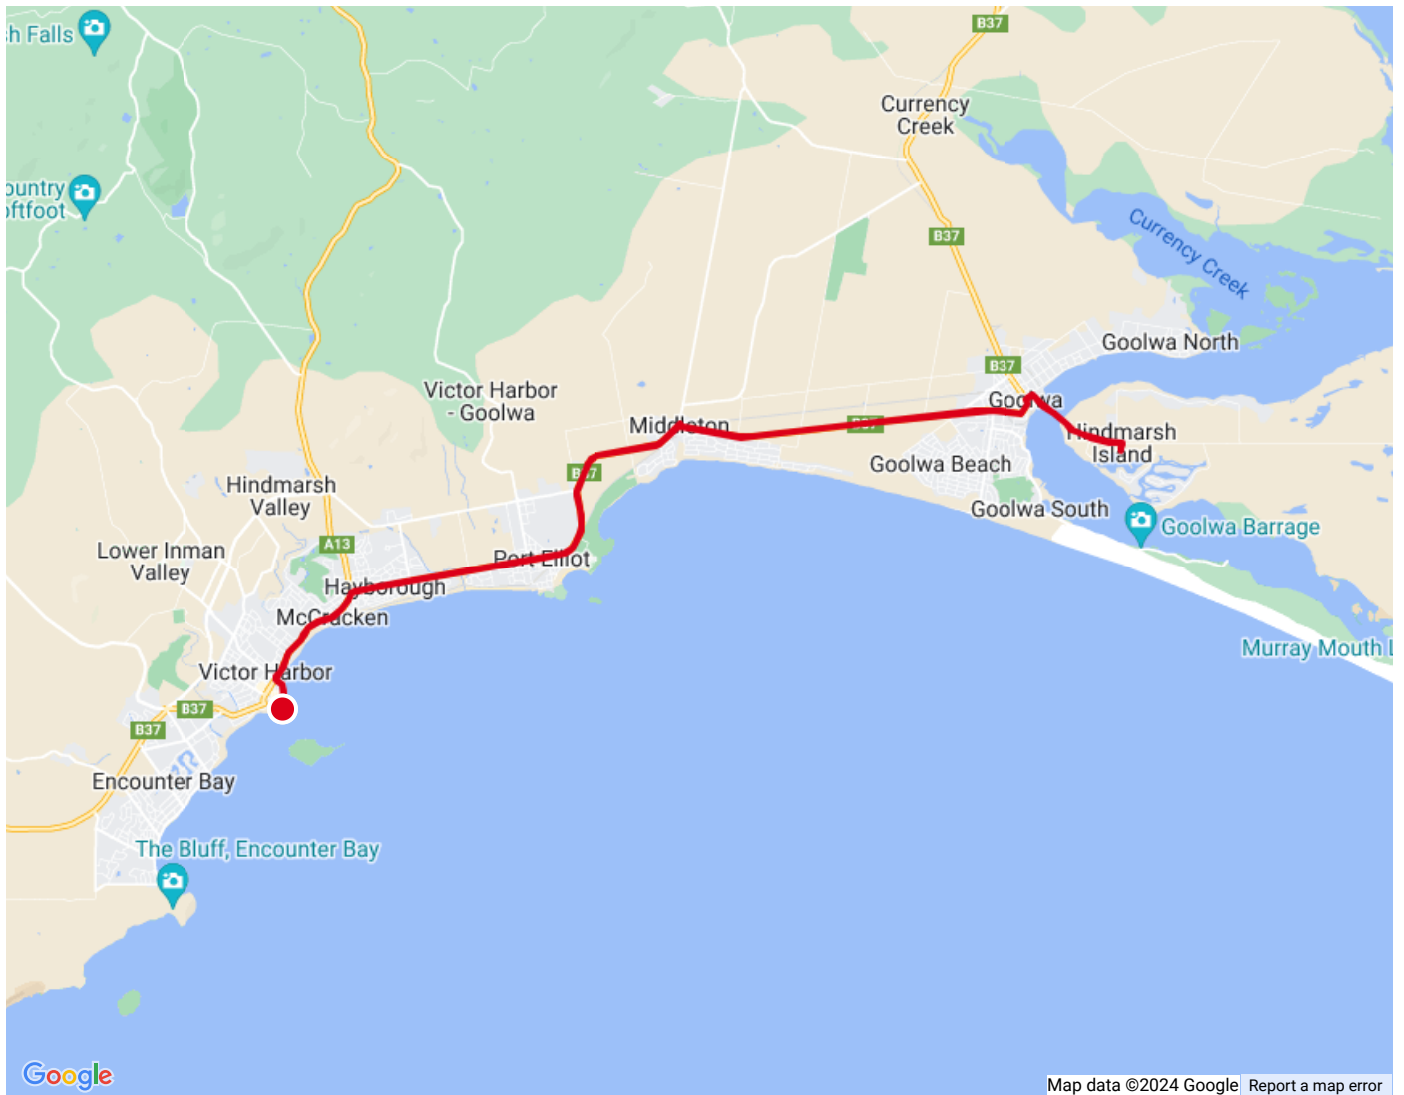 B37
h Falls
Currency
Creek
ountry
oftfoot
Currency Creek
B37
Goolwa North
B37
Victor Harbor
- Goolwa
Goolwa
Middleton
B37
Hindmarsh
Island
Goolwa Beach
B37
Hindmarsh
Valley
Goolwa South
Goolwa Barrage
A13
Lower Inman
Valley
Port Elliot
Hayborough
McCracken
Murray Mouth L
Victor Harbor
B37
B37
Encounter Bay
The Bluff, Encounter Bay
Google
Map data ©2024 Google
Report a map error